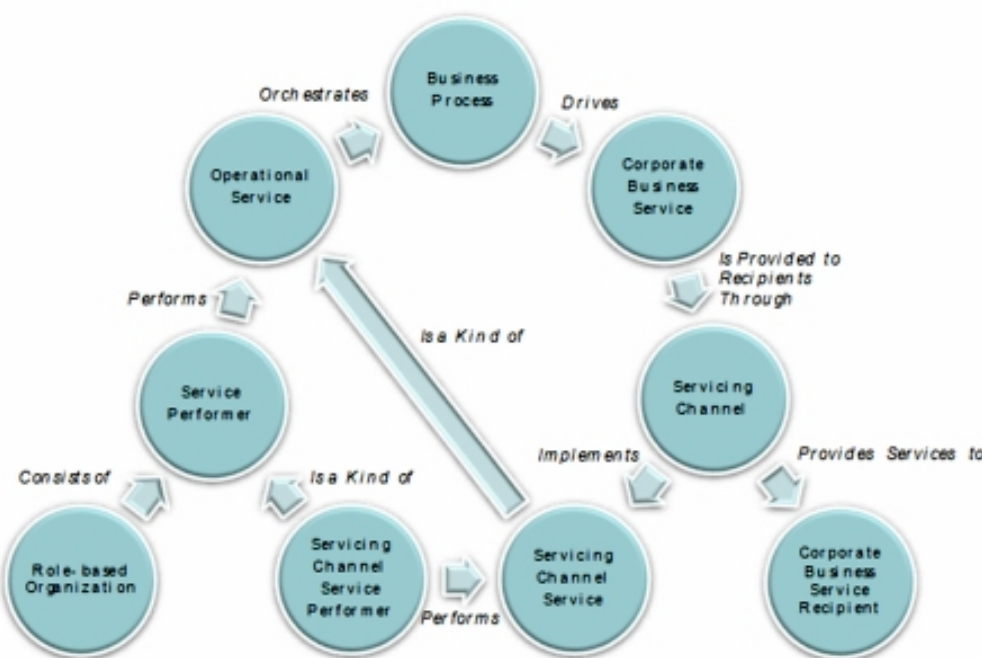 Business
Process
Orchestrates
Drives
Operational
Service
Corporate
Business
Service
Is Provided to
Recipients
Through
Performs
Is a Kind of
Service
Performer
Servicing
Channel
Implements
Provides Services to
Consists of
Is a Kind of
Role-based
Organization
Servicing
Channel
Service
Performer
Performs
Servicing
Channel
Service
Corporate
Business
Service
Recipient